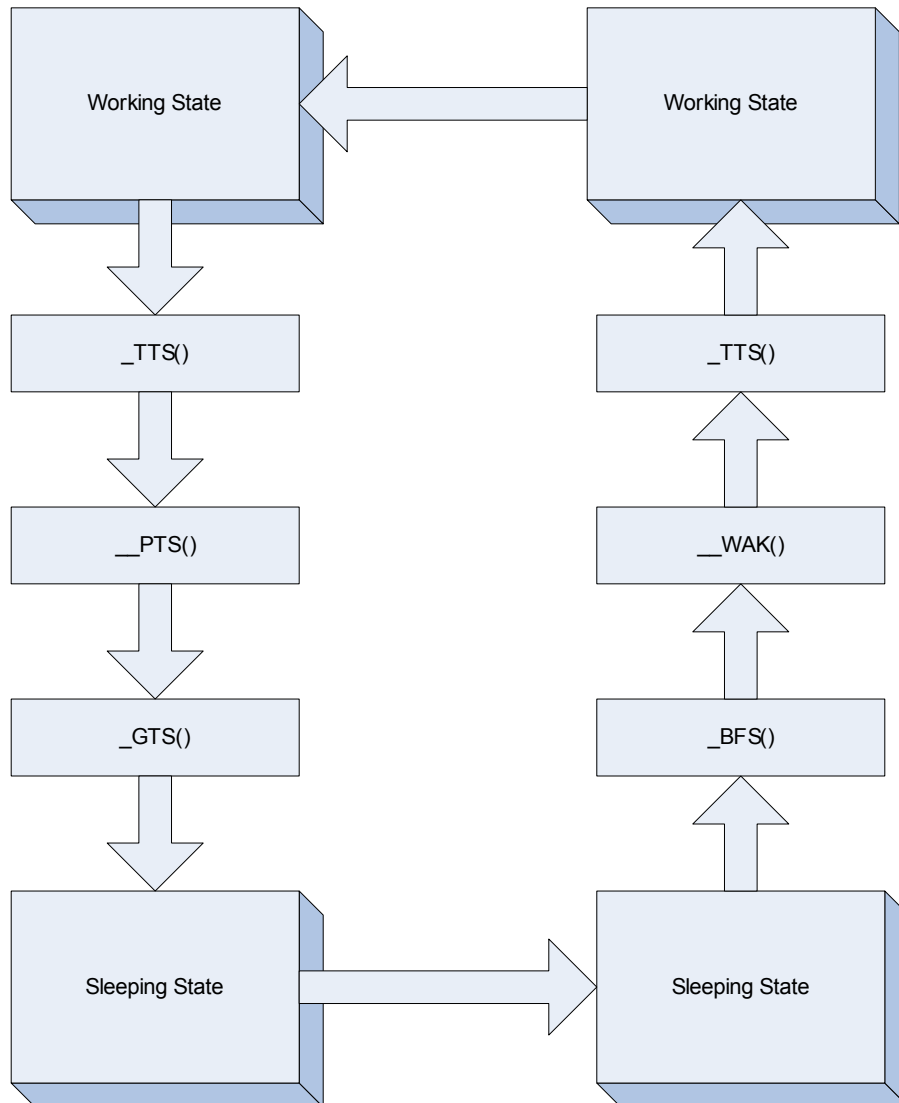 Working State
Working State
_TTS()
_TTS()
__PTS()
__WAK()
_GTS()
_BFS()
Sleeping State
Sleeping State